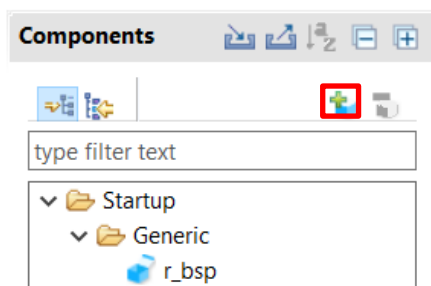 Components
type filter text
Startup
Generic
r_bsp